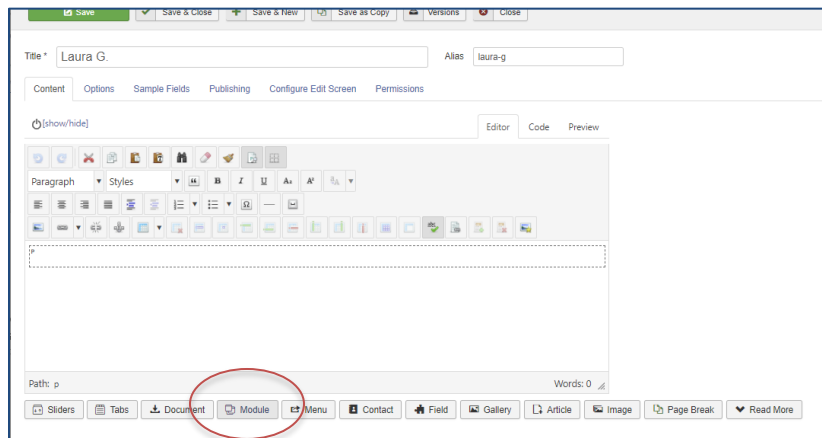 Save Save & Close Save & New Save as Copy Versions Close
Title * Laura G. Alias laura-g
Content Options Sample Fields Publishing Configure Edit Screen Permissions
[show/hide] Editor Code Preview
Paragraph Styles B I U
P
Path: p Words: 0
Sliders Tabs Document Module Menu Contact Field Gallery Article Image Page Break Read More